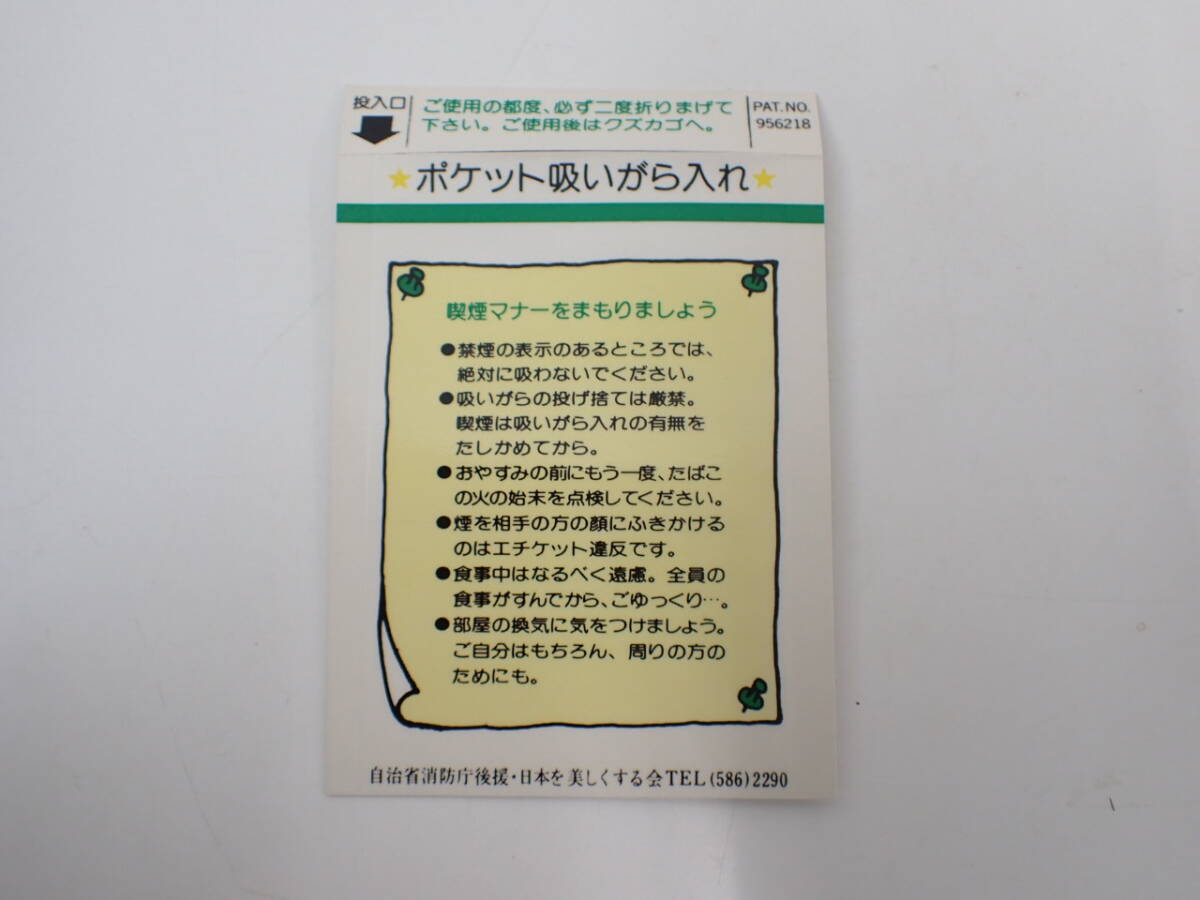 投入口
ご使用の都度、必ず二度折りまげて
下さい。ご使用後はクズカゴへ。
PAT.NO.
956218
★ポケット吸いがら入れ★
喫煙マナーをまもりましょう
●禁煙の表示のあるところでは、
絶対に吸わないでください。
●吸いがらの投げ捨ては厳禁。
喫煙は吸いがら入れの有無を
たしかめてから。
●おやすみの前にもう一度、たばこ
の火の始末を点検してください。
●煙を相手の方の顔にふきかける
のはエチケット違反です。
●食事中はなるべく遠慮。全員の
食事がすんでから、ごゆっくり…。
●部屋の換気に気をつけましょう。
ご自分はもちろん、周りの方の
ためにも。
自治省消防庁後援・日本を美しくする会TEL(586)2290